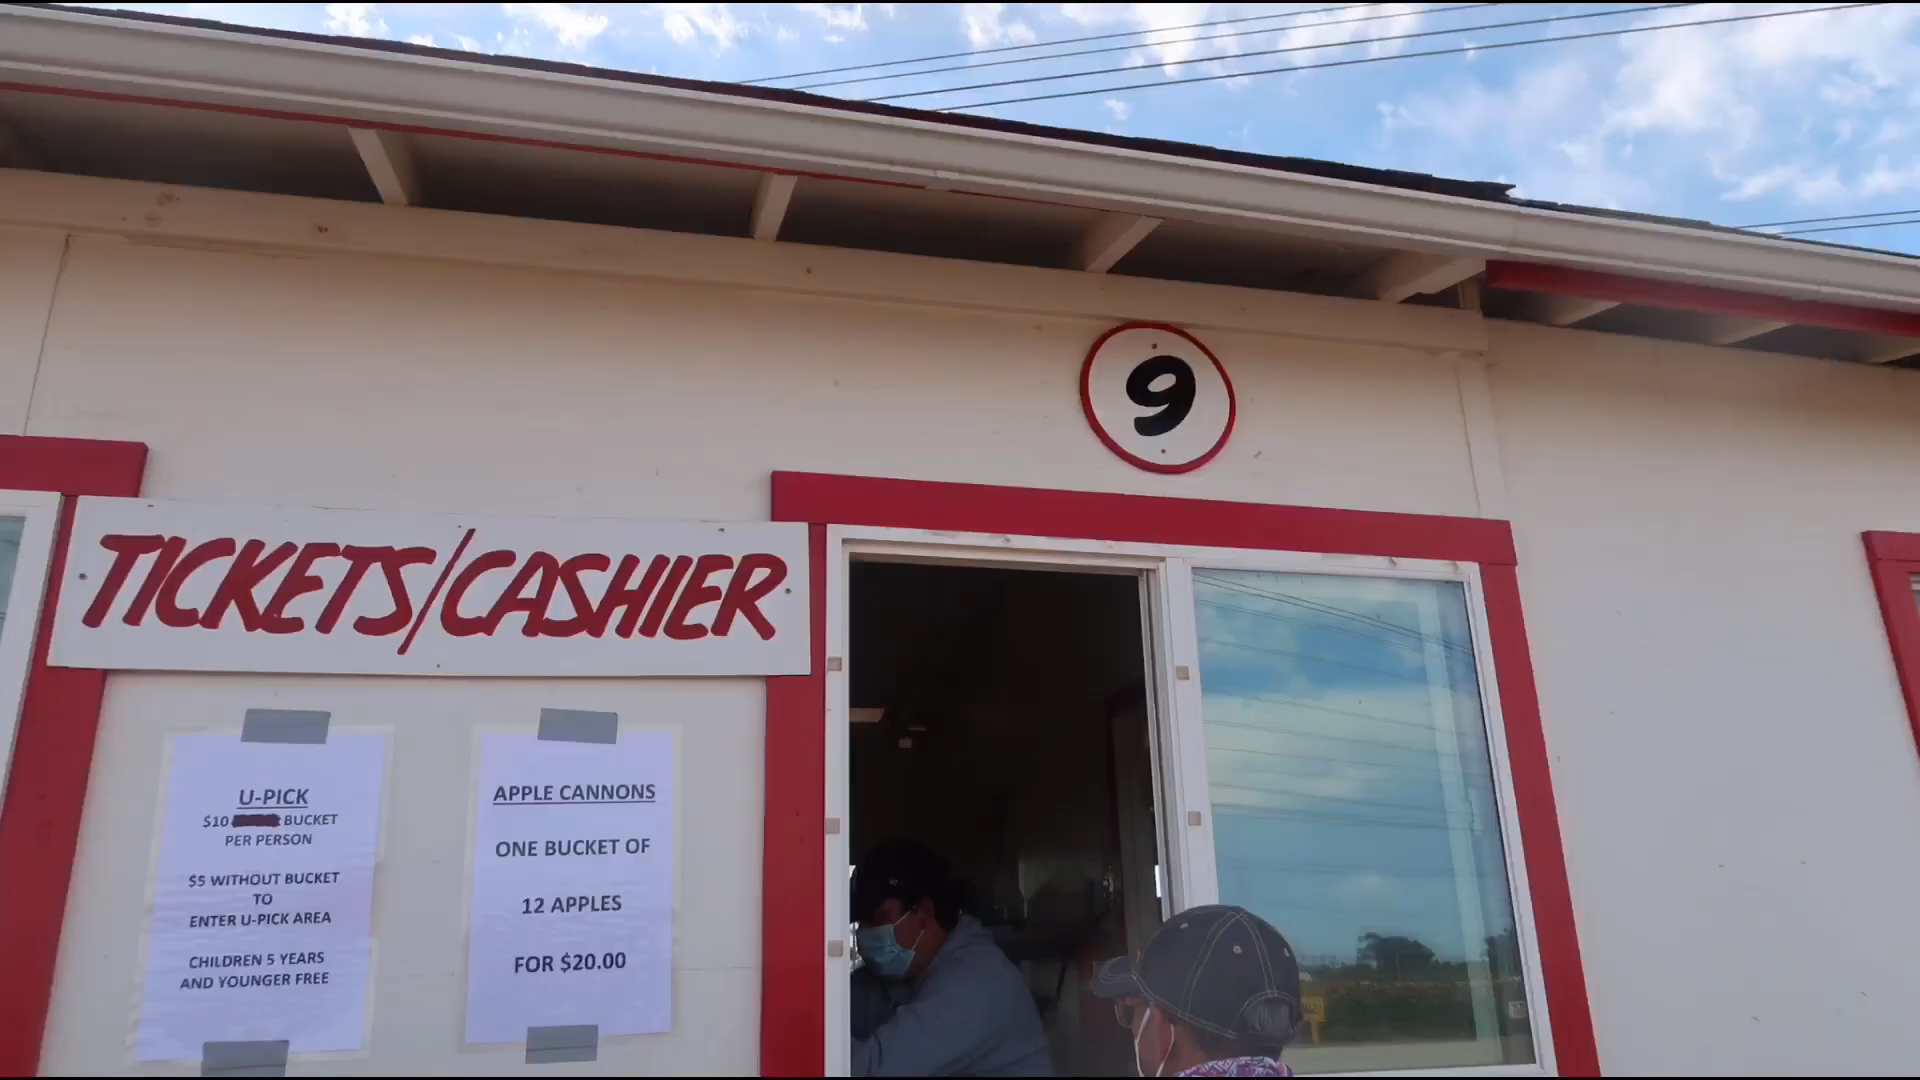 9
TICKETS/CASHIER
U-PICK
$10 BUCKET
PER PERSON
$5 WITHOUT BUCKET
TO
ENTER U-PICK AREA
CHILDREN 5 YEARS
AND YOUNGER FREE
APPLE CANNONS
ONE BUCKET OF
12 APPLES
FOR $20.00